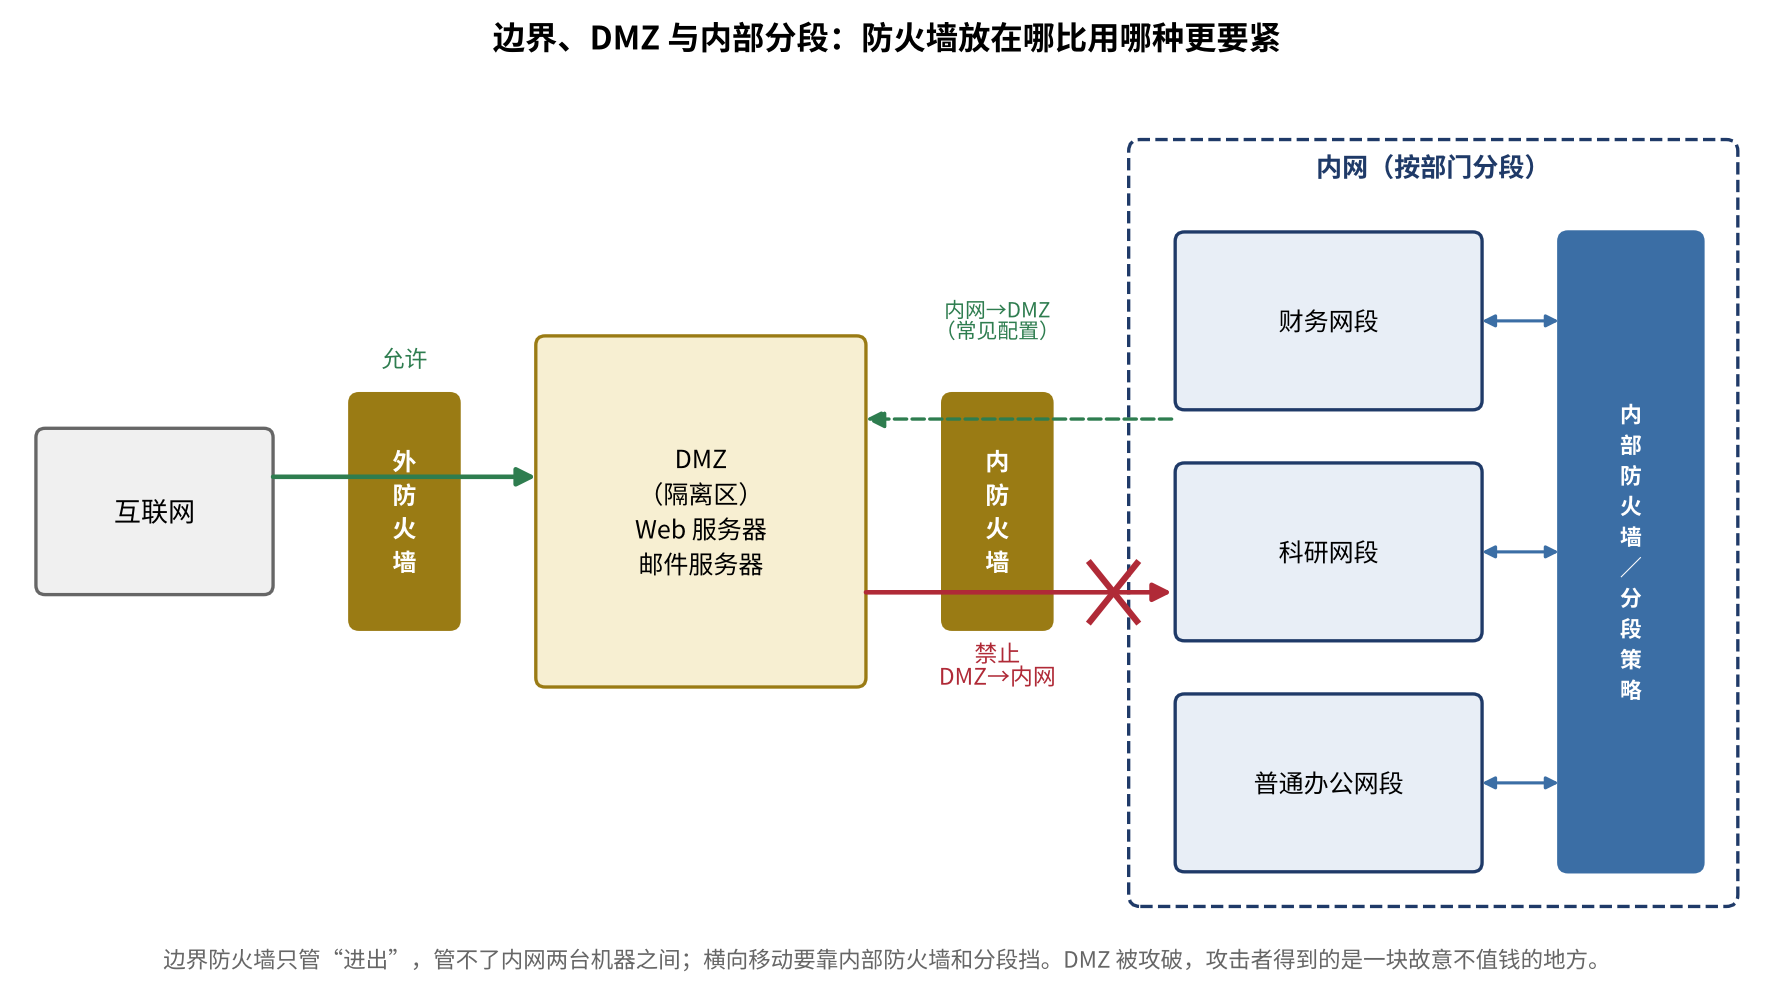 边界、DMZ 与内部分段：防火墙放在哪比用哪种更要紧
内网（按部门分段）
互联网
允许
外防火墙
DMZ
（隔离区）
Web 服务器
邮件服务器
内网→DMZ
（常见配置）
内防火墙
禁止
DMZ→内网
财务网段
科研网段
普通办公网段
内部防火墙／分段策略
边界防火墙只管“进出”，管不了内网两台机器之间；横向移动要靠内部防火墙和分段挡。DMZ 被攻破，攻击者得到的是一块故意不值钱的地方。